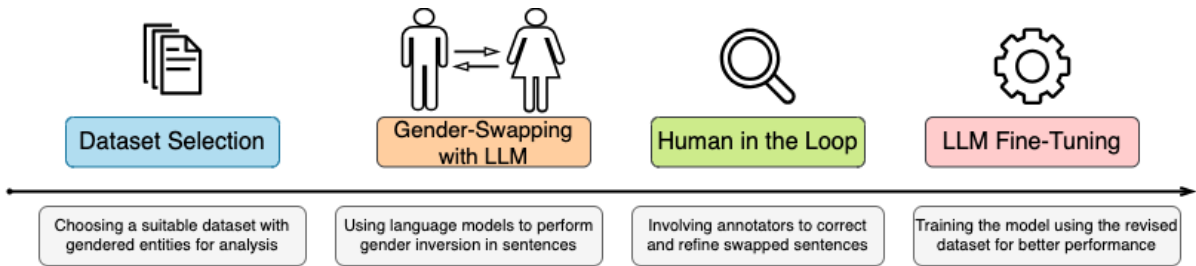 Dataset Selection
Gender-Swapping
with LLM
Human in the Loop
LLM Fine-Tuning
Choosing a suitable dataset with
gendered entities for analysis
Using language models to perform
gender inversion in sentences
Involving annotators to correct
and refine swapped sentences
Training the model using the revised
dataset for better performance